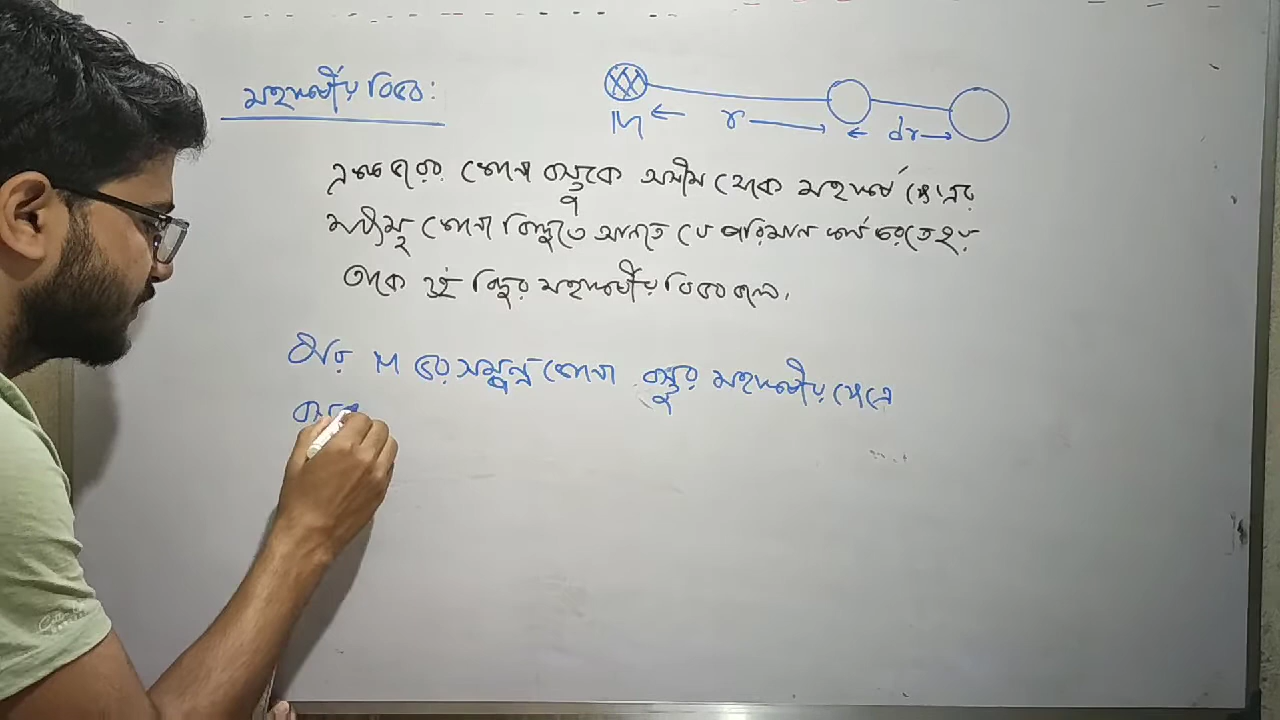 মহাকর্ষীয় বিভব:
M r dr
একক ভরের কোনো বস্তুকে অসীম থেকে মহাকর্ষ ক্ষেত্রের
মধ্যস্থ কোনো বিন্দুতে আনতে যে পরিমান কার্য করতে হয়
তাকে ঐ বিন্দুর মহাকর্ষীয় বিভব বলে।
ধরি M ভর সম্পন্ন কোনো বস্তুর মহাকর্ষীয় ক্ষেত্রে